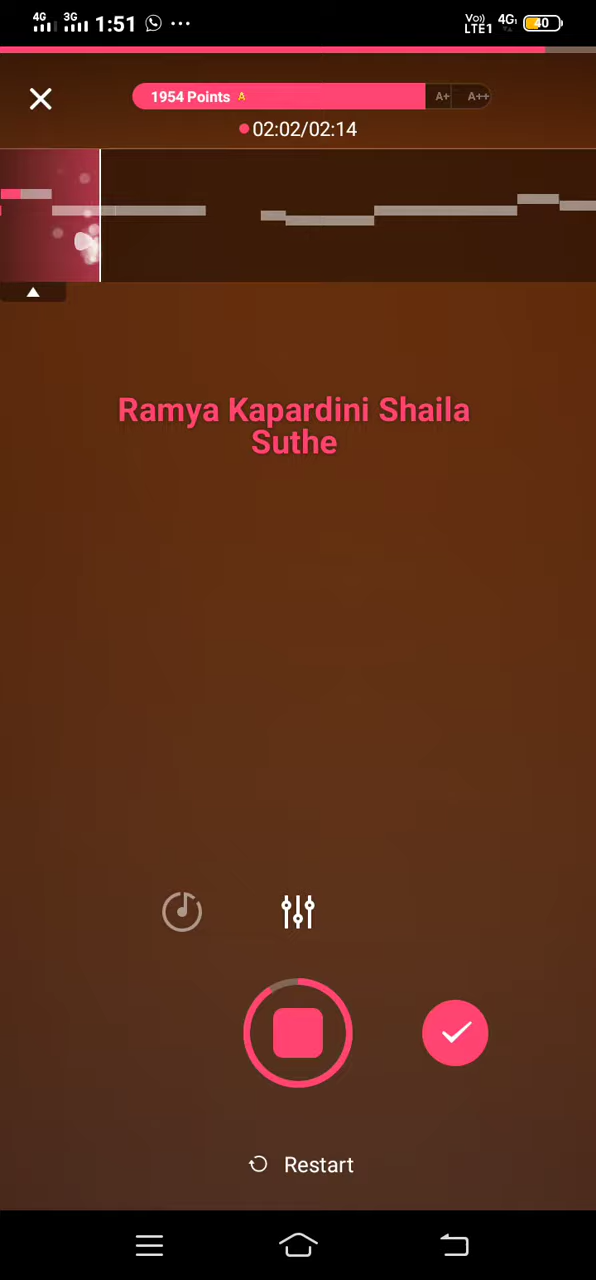 4G 3G 1:51 Vo)) LTE1 4G 40
1954 Points A A+ A++
02:02/02:14
Ramya Kapardini Shaila
Suthe
Restart